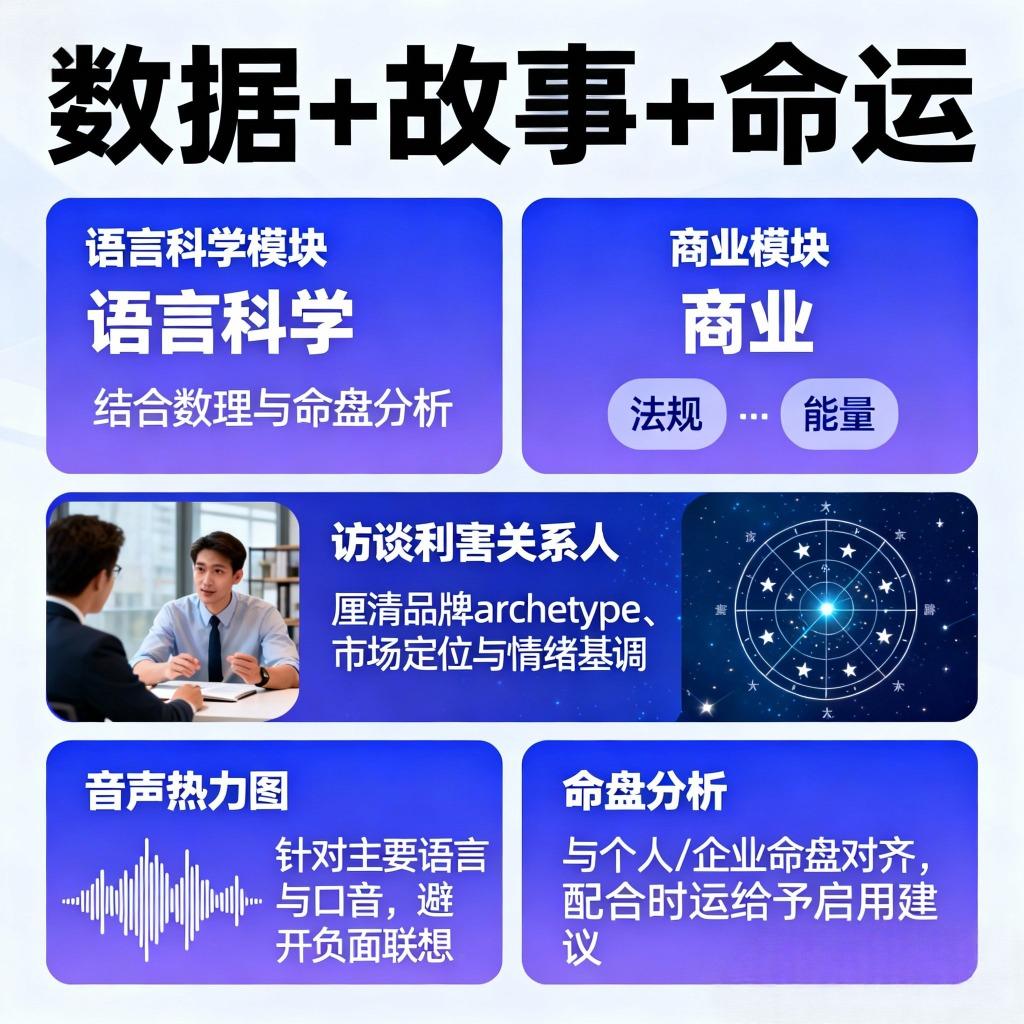 数据+故事+命运
语言科学模块
语言科学
结合数理与命盘分析
商业模块
商业
法规 ··· 能量
访谈利害关系人
厘清品牌archetype、
市场定位与情绪基调
音声热力图
针对主要语言
与口音，避
开负面联想
命盘分析
与个人/企业命盘对齐，
配合时运给予启用建
议